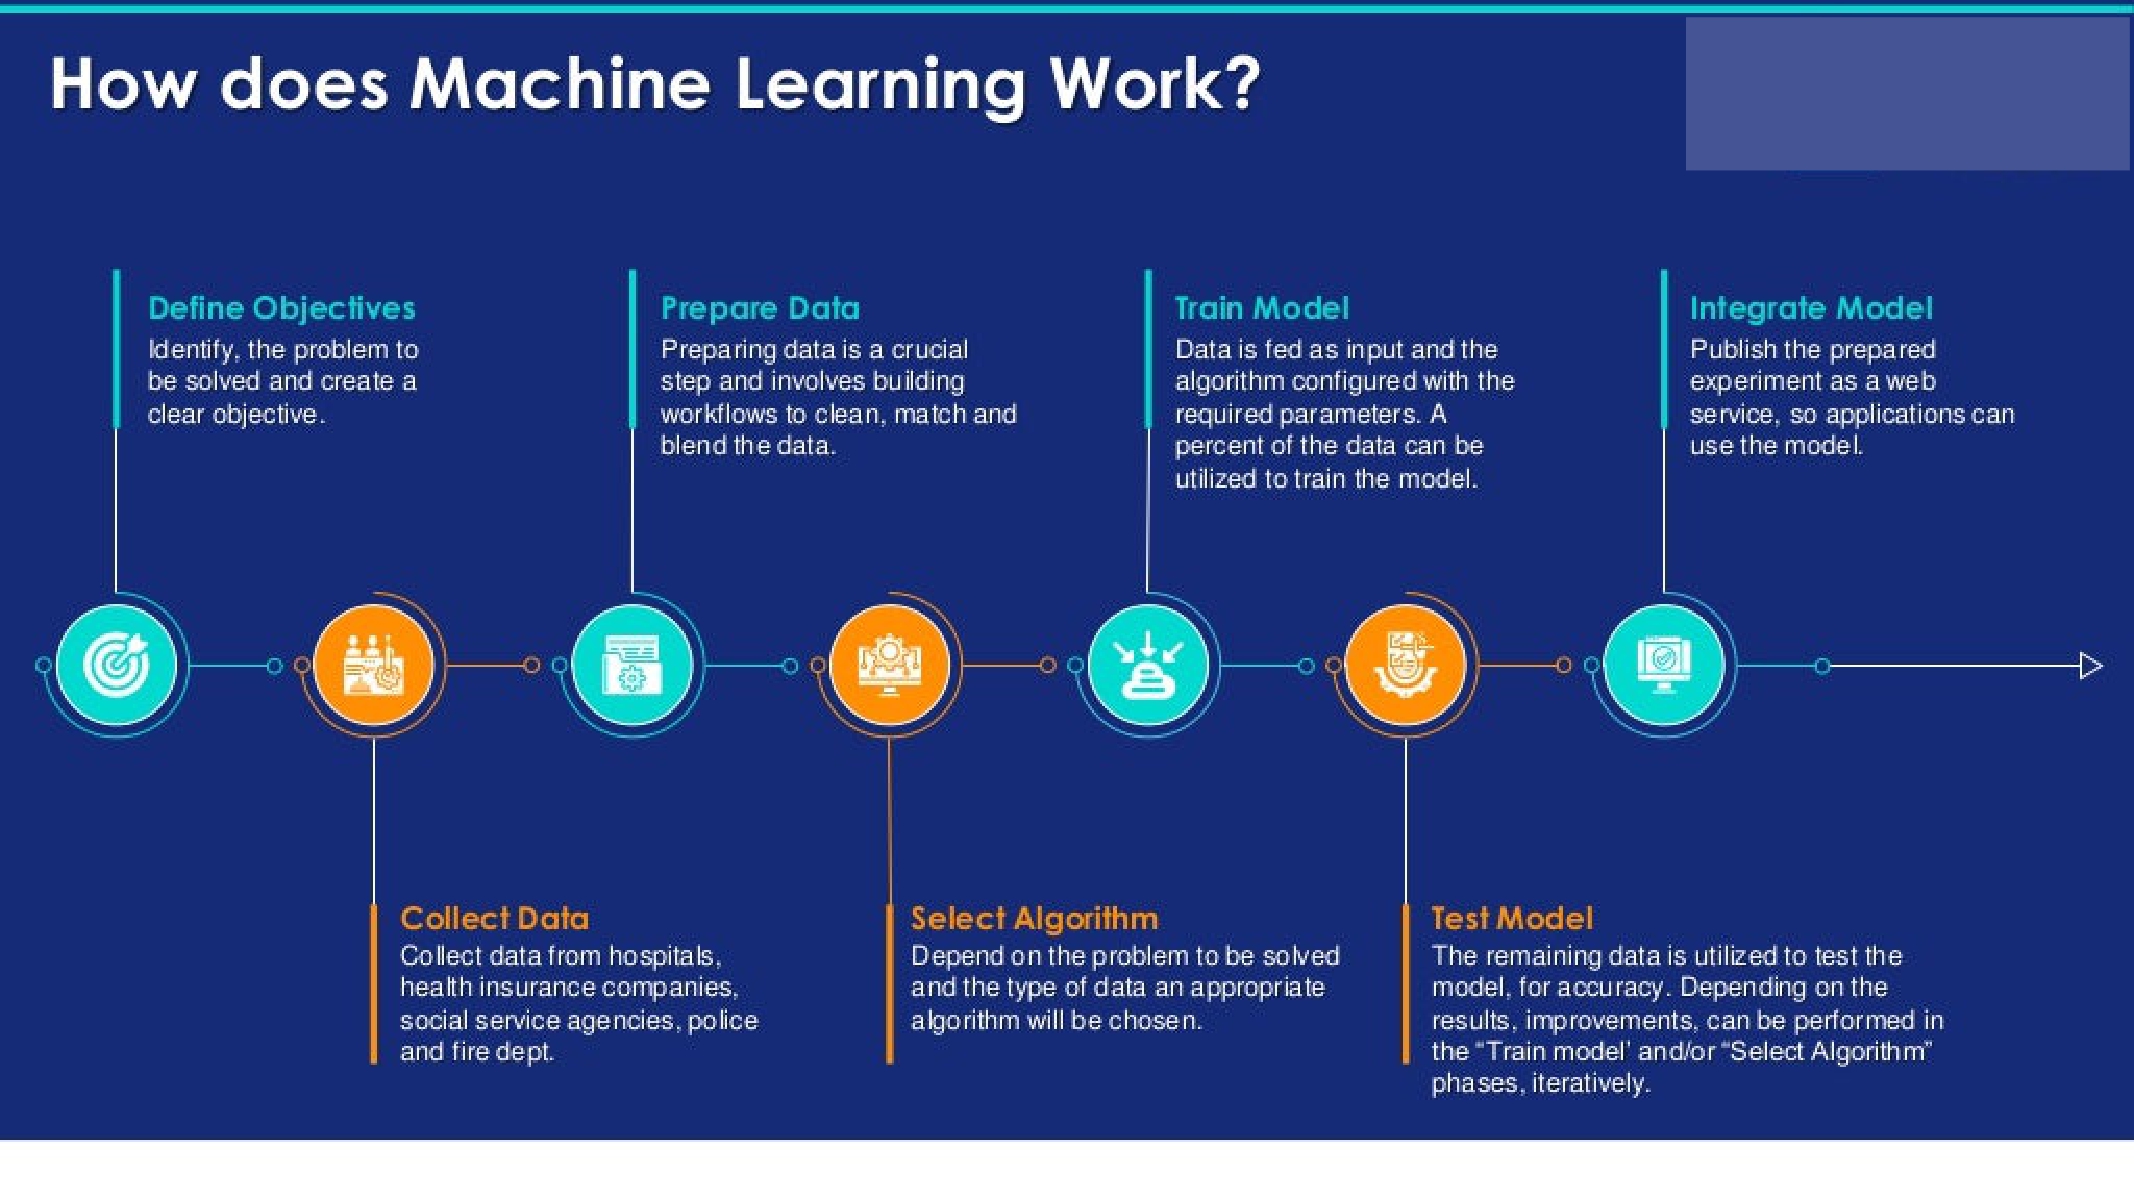 How does Machine Learning Work?
Define Objectives
Identify, the problem to
be solved and create a
clear objective.
Prepare Data
Preparing data is a crucial
step and involves building
workflows to clean, match and
blend the data.
Train Model
Data is fed as input and the
algorithm configured with the
required parameters. A
percent of the data can be
utilized to train the model.
Integrate Model
Publish the prepared
experiment as a web
service, so applications can
use the model.
Collect Data
Collect data from hospitals,
health insurance companies,
social service agencies, police
and fire dept.
Select Algorithm
Depend on the problem to be solved
and the type of data an appropriate
algorithm will be chosen.
Test Model
The remaining data is utilized to test the
model, for accuracy. Depending on the
results, improvements, can be performed in
the “Train model’ and/or “Select Algorithm”
phases, iteratively.